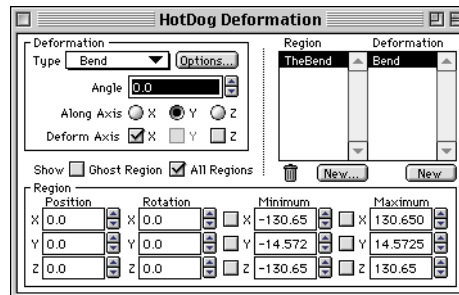 HotDog Deformation
Deformation
Type Bend Options...
Angle 0.0
Along Axis X Y Z
Deform Axis X Y Z
Region Deformation
TheBend Bend
Show Ghost Region All Regions
New... New
Region
Position Rotation Minimum Maximum
X 0.0 X 0.0 X -130.65 X 130.650
Y 0.0 Y 0.0 Y -14.572 Y 14.5725
Z 0.0 Z 0.0 Z -130.65 Z 130.65